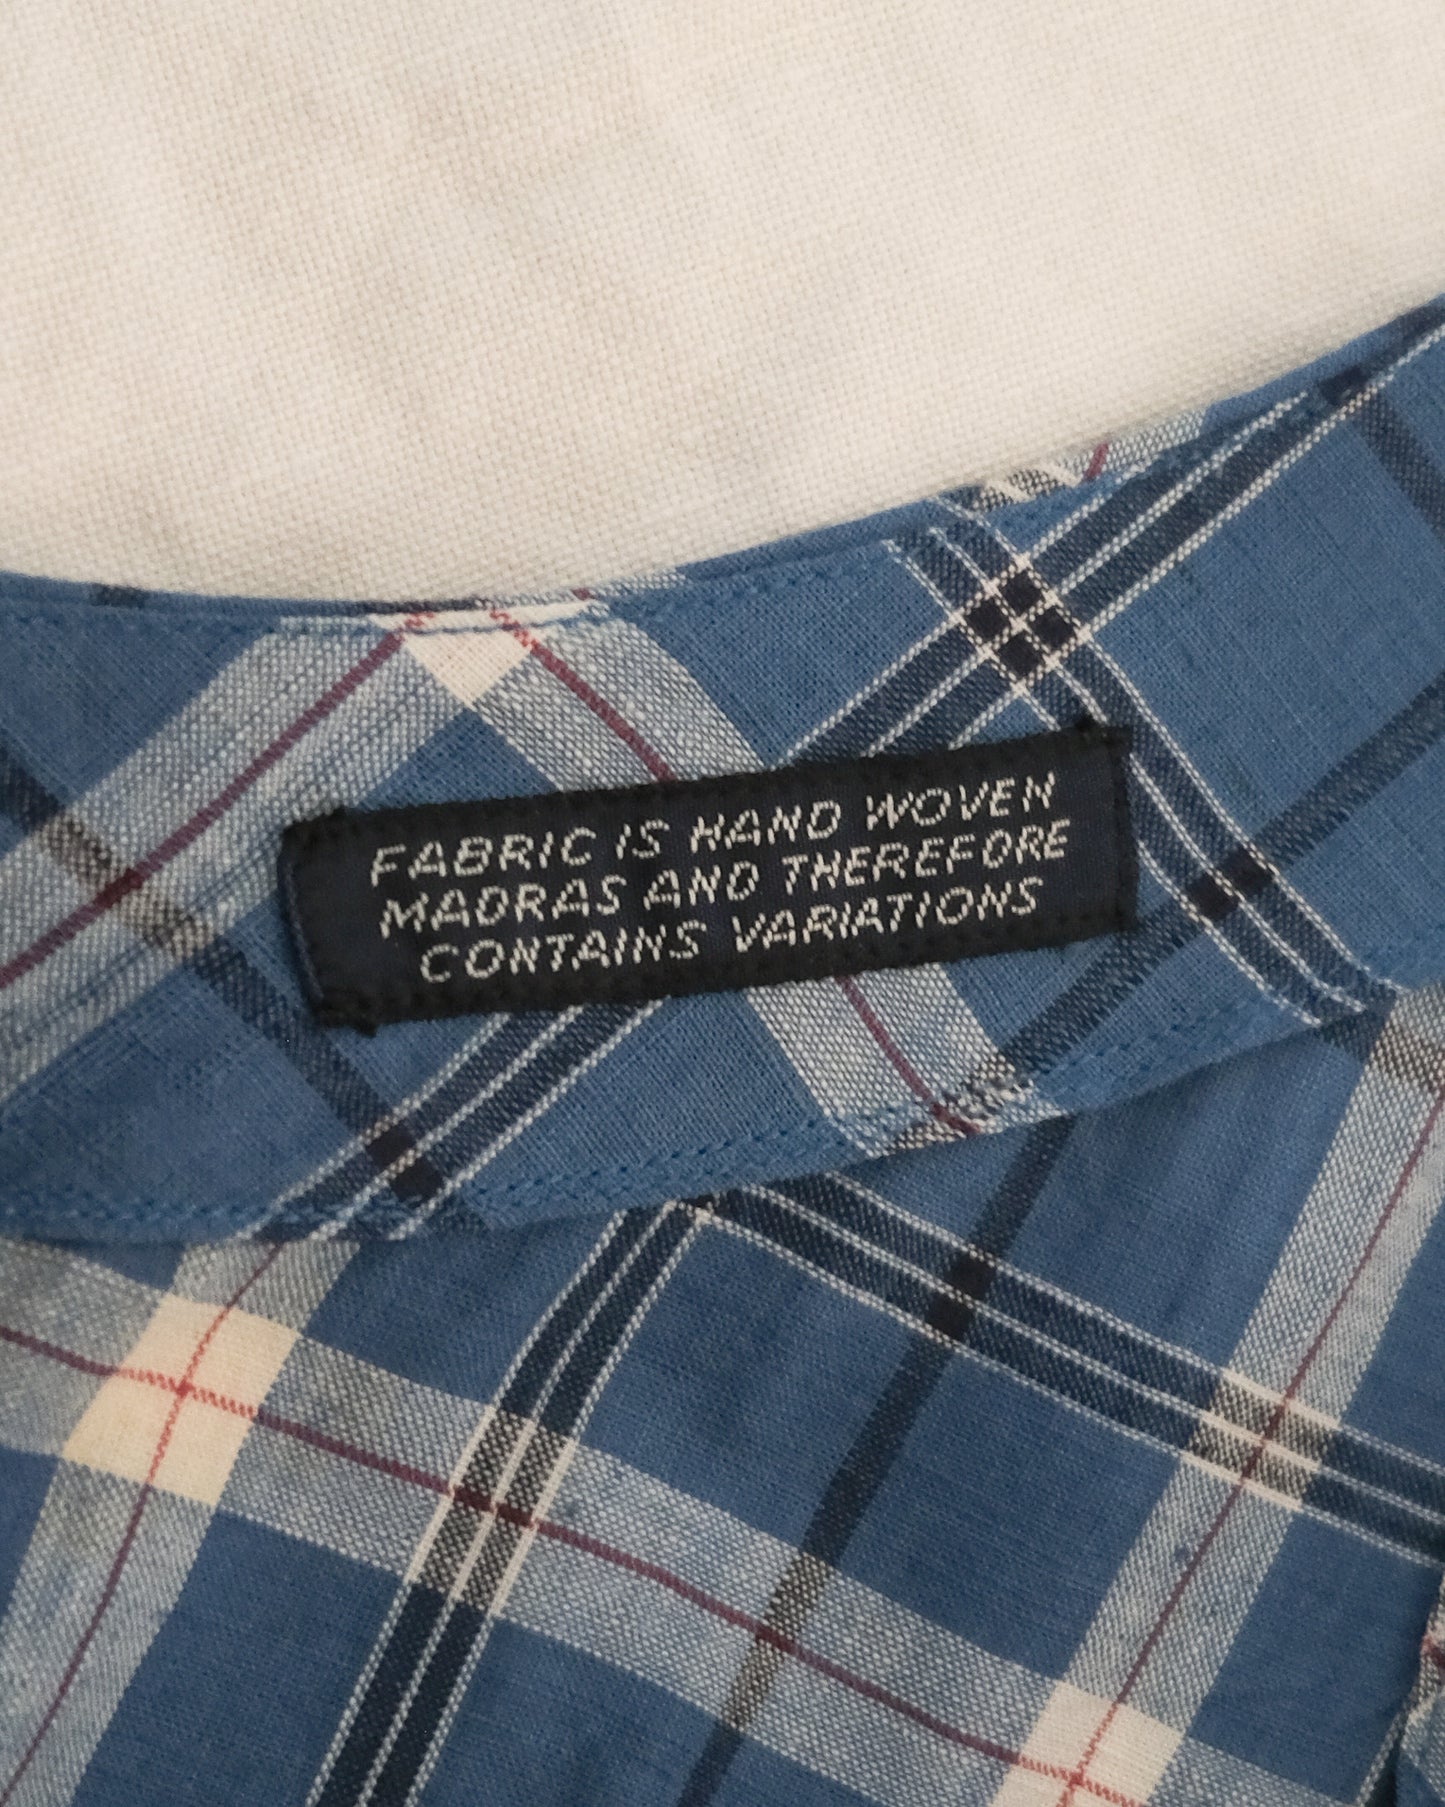 FABRIC IS HAND WOVEN
MADRAS AND THEREFORE
CONTAINS VARIATIONS